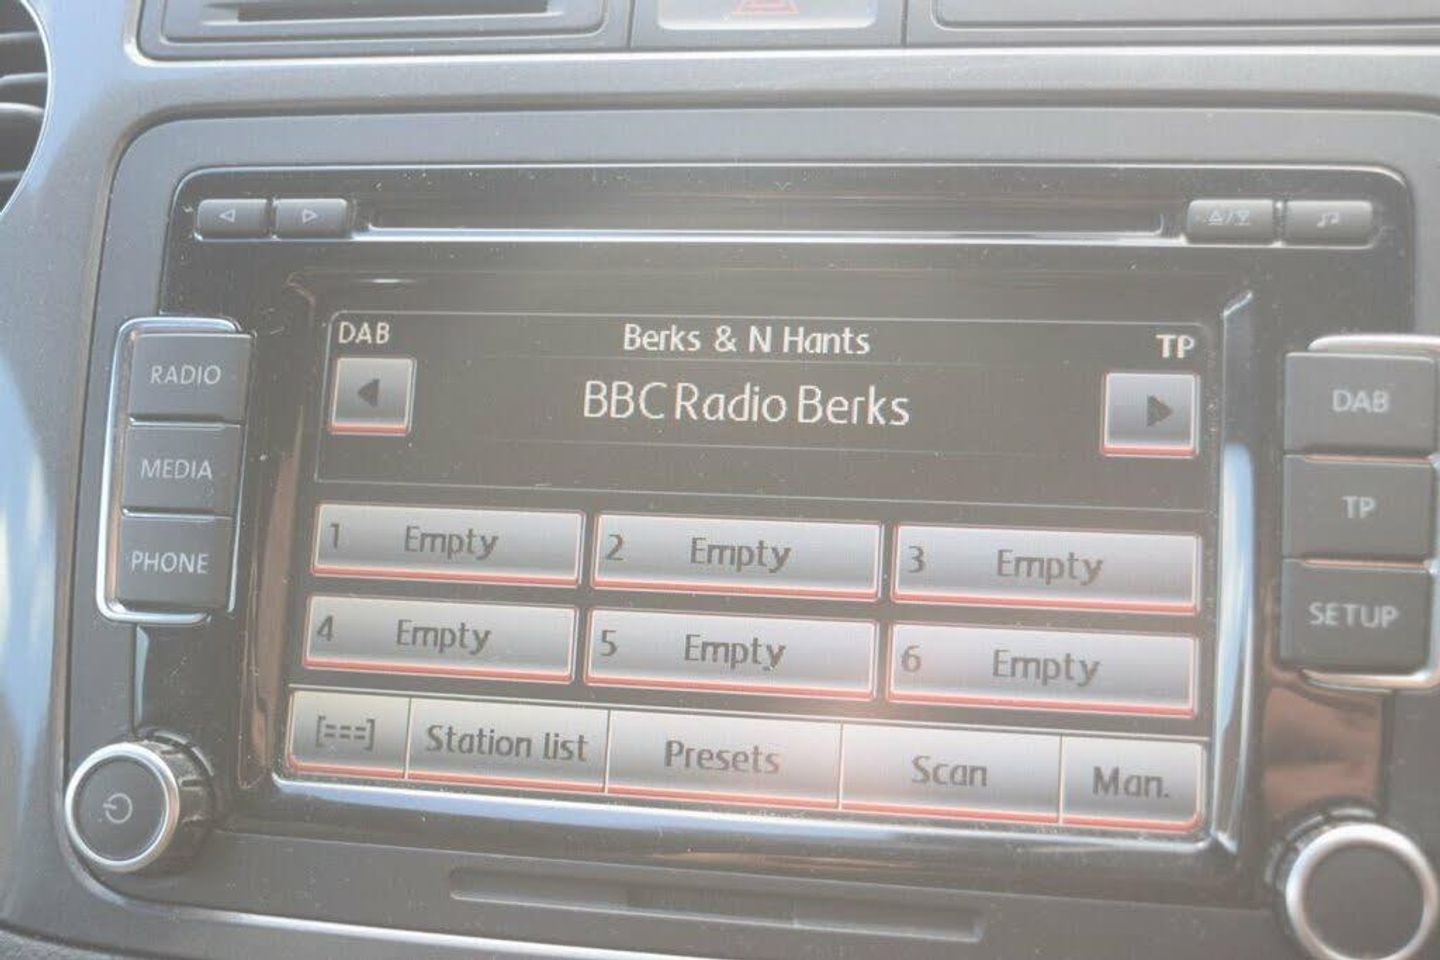 DAB Berks & N Hants TP
BBC Radio Berks
RADIO
MEDIA
PHONE
DAB
TP
SETUP
1 Empty 2 Empty 3 Empty
4 Empty 5 Empty 6 Empty
[===] Station list Presets Scan Man.